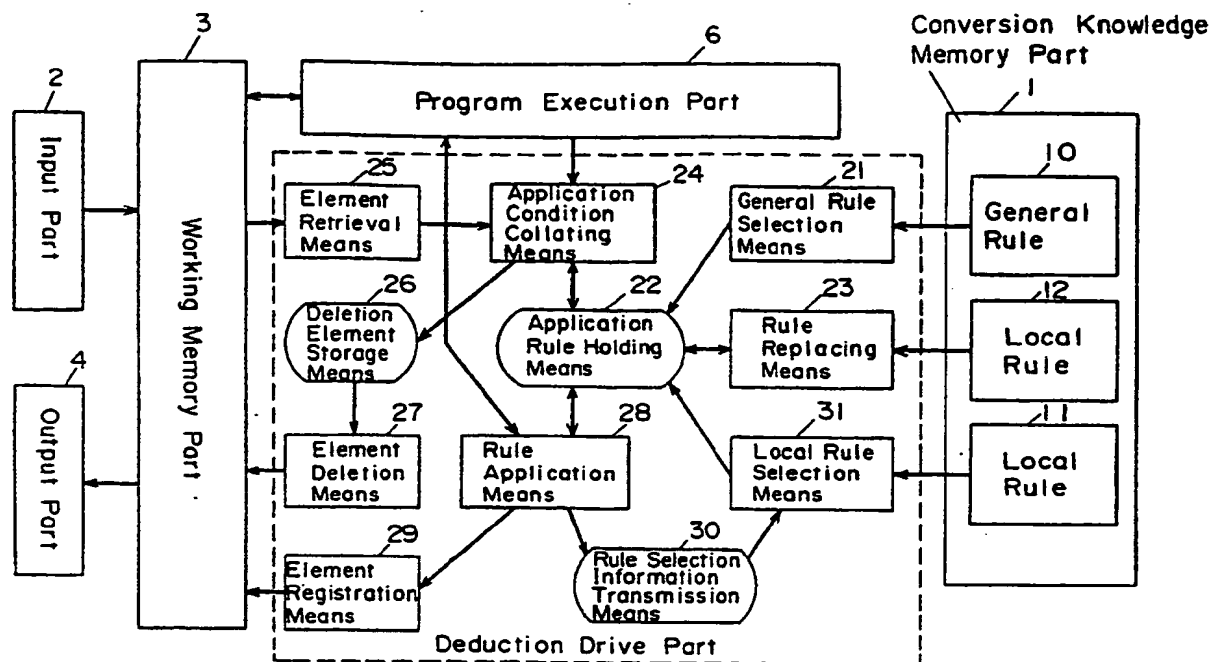 Conversion Knowledge
Memory Part
1
2
Input Part
3
Working Memory Part
4
Output Part
6
Program Execution Part
25
Element
Retrieval
Means
24
Application
Condition
Collating
Means
21
General Rule
Selection
Means
10
General
Rule
26
Deletion
Element
Storage
Means
22
Application
Rule Holding
Means
23
Rule
Replacing
Means
12
Local
Rule
27
Element
Deletion
Means
28
Rule
Application
Means
31
Local Rule
Selection
Means
11
Local
Rule
29
Element
Registration
Means
30
Rule Selection
Information
Transmission
Means
Deduction Drive Part